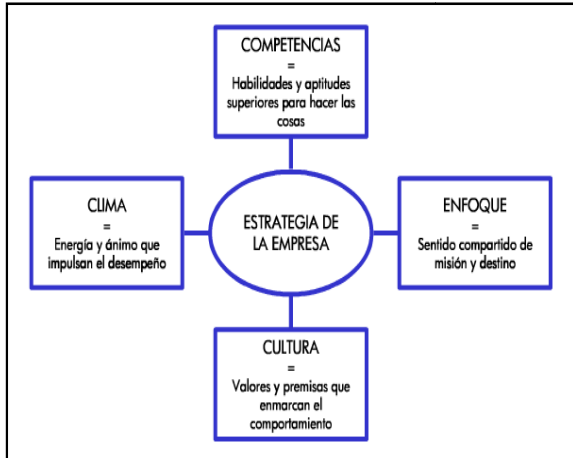 COMPETENCIAS
=
Habilidades y aptitudes
superiores para hacer las
cosas
CLIMA
=
Energía y ánimo que
impulsan el desempeño
ESTRATEGIA DE
LA EMPRESA
ENFOQUE
=
Sentido compartido de
misión y destino
CULTURA
=
Valores y premisas que
enmarcan el
comportamiento